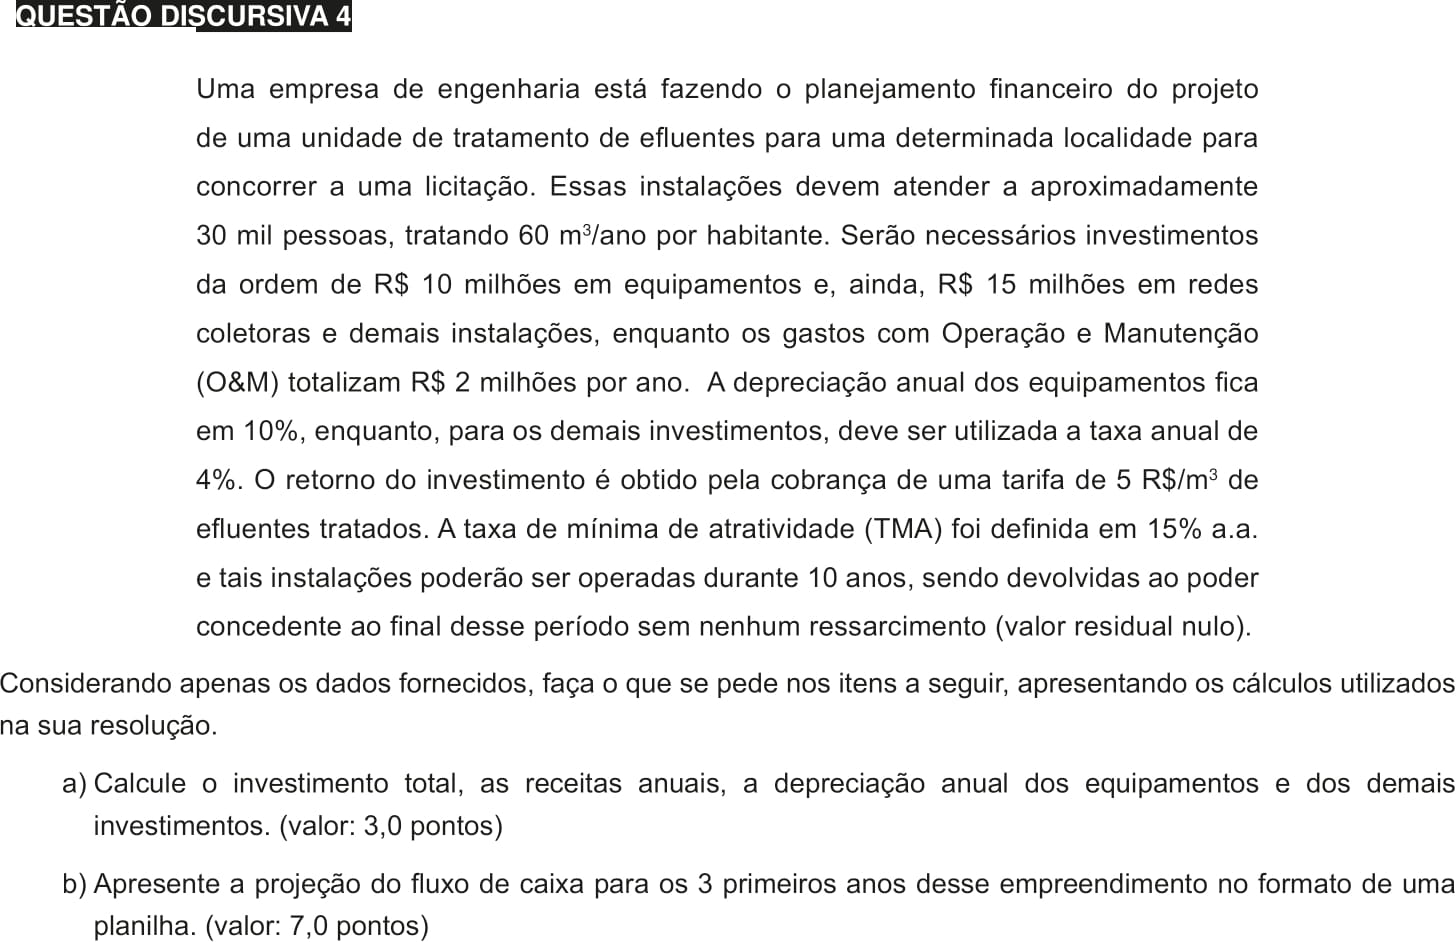 QUESTÃO DISCURSIVA 4
Uma empresa de engenharia está fazendo o planejamento financeiro do projeto
de uma unidade de tratamento de efluentes para uma determinada localidade para
concorrer a uma licitação. Essas instalações devem atender a aproximadamente
30 mil pessoas, tratando 60 m³/ano por habitante. Serão necessários investimentos
da ordem de R$ 10 milhões em equipamentos e, ainda, R$ 15 milhões em redes
coletoras e demais instalações, enquanto os gastos com Operação e Manutenção
(O&M) totalizam R$ 2 milhões por ano. A depreciação anual dos equipamentos fica
em 10%, enquanto, para os demais investimentos, deve ser utilizada a taxa anual de
4%. O retorno do investimento é obtido pela cobrança de uma tarifa de 5 R$/m³ de
efluentes tratados. A taxa de mínima de atratividade (TMA) foi definida em 15% a.a.
e tais instalações poderão ser operadas durante 10 anos, sendo devolvidas ao poder
concedente ao final desse período sem nenhum ressarcimento (valor residual nulo).
Considerando apenas os dados fornecidos, faça o que se pede nos itens a seguir, apresentando os cálculos utilizados
na sua resolução.
a) Calcule o investimento total, as receitas anuais, a depreciação anual dos equipamentos e dos demais
investimentos. (valor: 3,0 pontos)
b) Apresente a projeção do fluxo de caixa para os 3 primeiros anos desse empreendimento no formato de uma
planilha. (valor: 7,0 pontos)